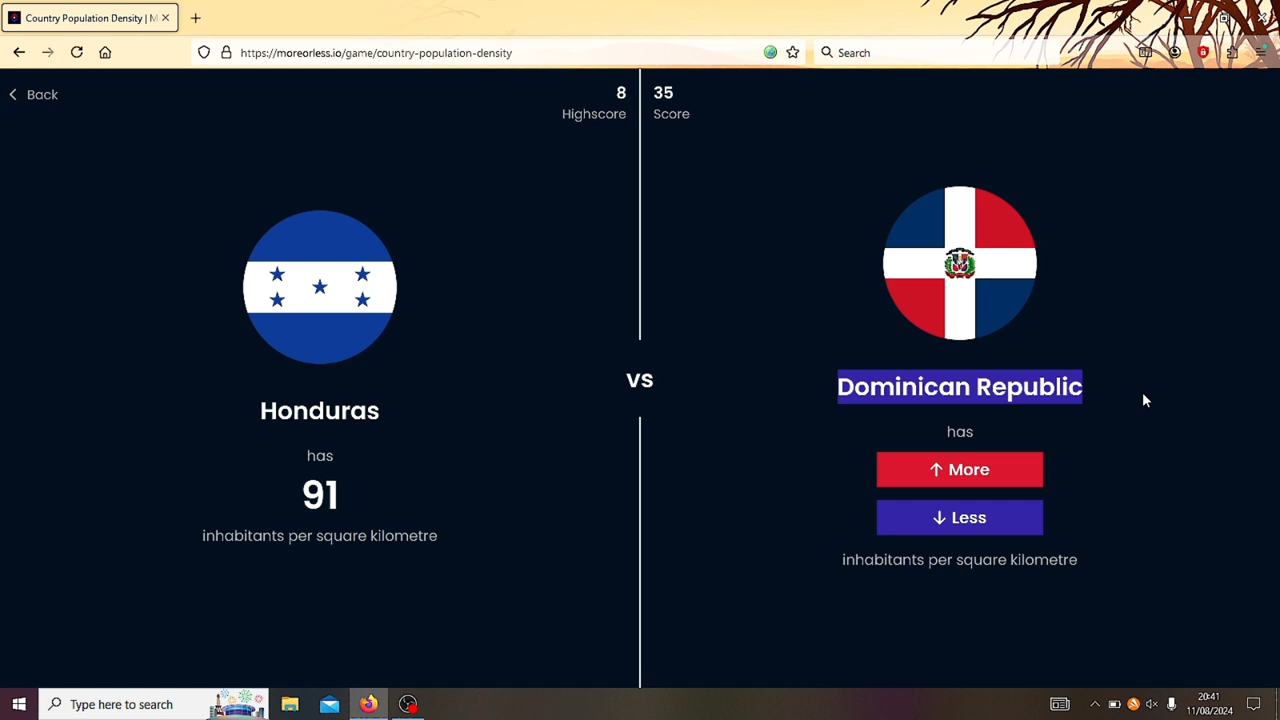 Country Population Density | M
https://moreorless.io/game/country-population-density
Search
Back
8
Highscore
35
Score
Honduras
has
91
inhabitants per square kilometre
vs
Dominican Republic
has
↑ More
↓ Less
inhabitants per square kilometre
Type here to search
20:41
11/08/2024